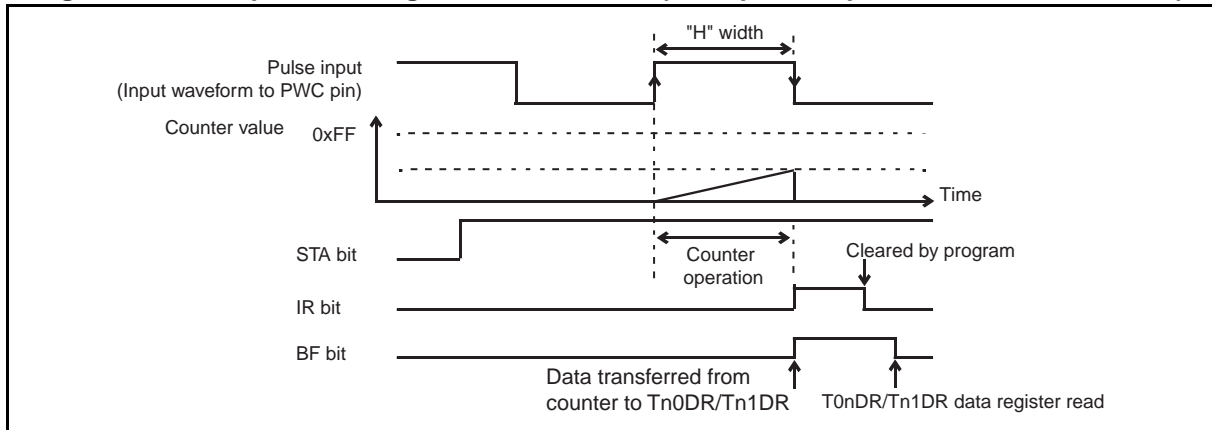 "H" width
Pulse input
(Input waveform to PWC pin)
Counter value
0xFF
Time
STA bit
Counter
operation
Cleared by program
IR bit
BF bit
Data transferred from
counter to Tn0DR/Tn1DR
T0nDR/Tn1DR data register read